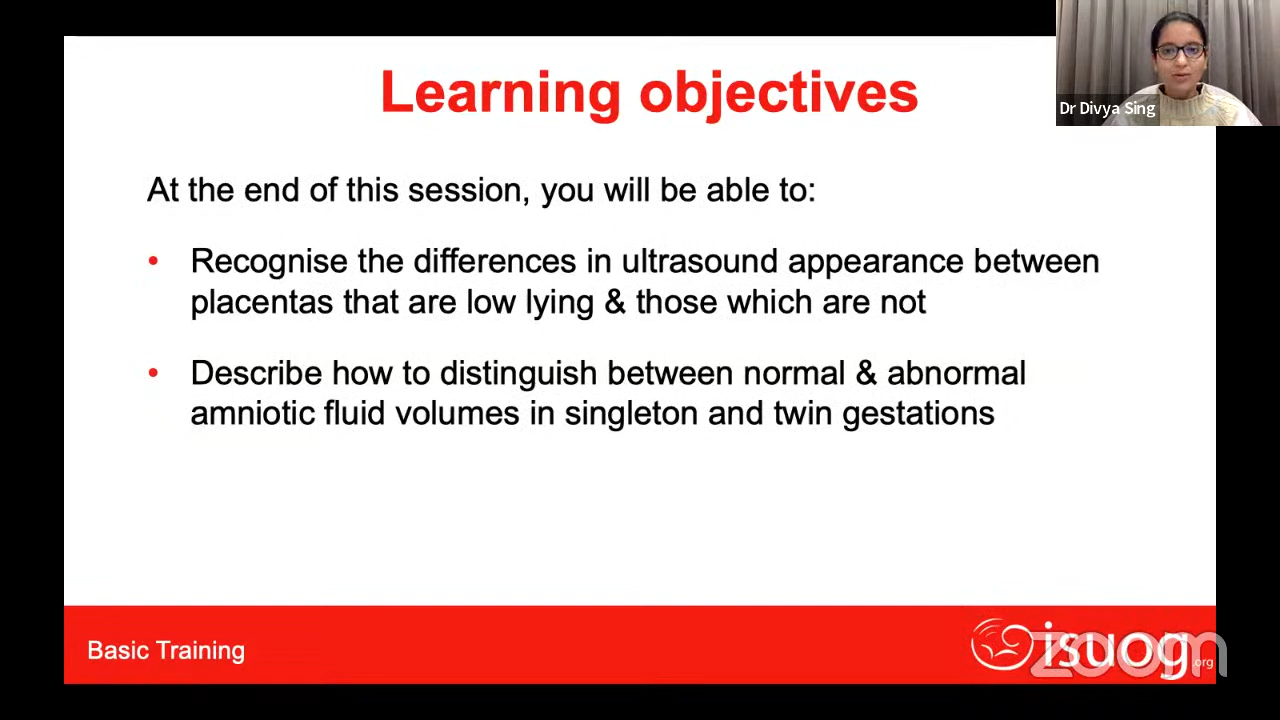 Learning objectives
Dr Divya Sing
At the end of this session, you will be able to:
• Recognise the differences in ultrasound appearance between
placentas that are low lying & those which are not
• Describe how to distinguish between normal & abnormal
amniotic fluid volumes in singleton and twin gestations
Basic Training
isuog.org
zoom